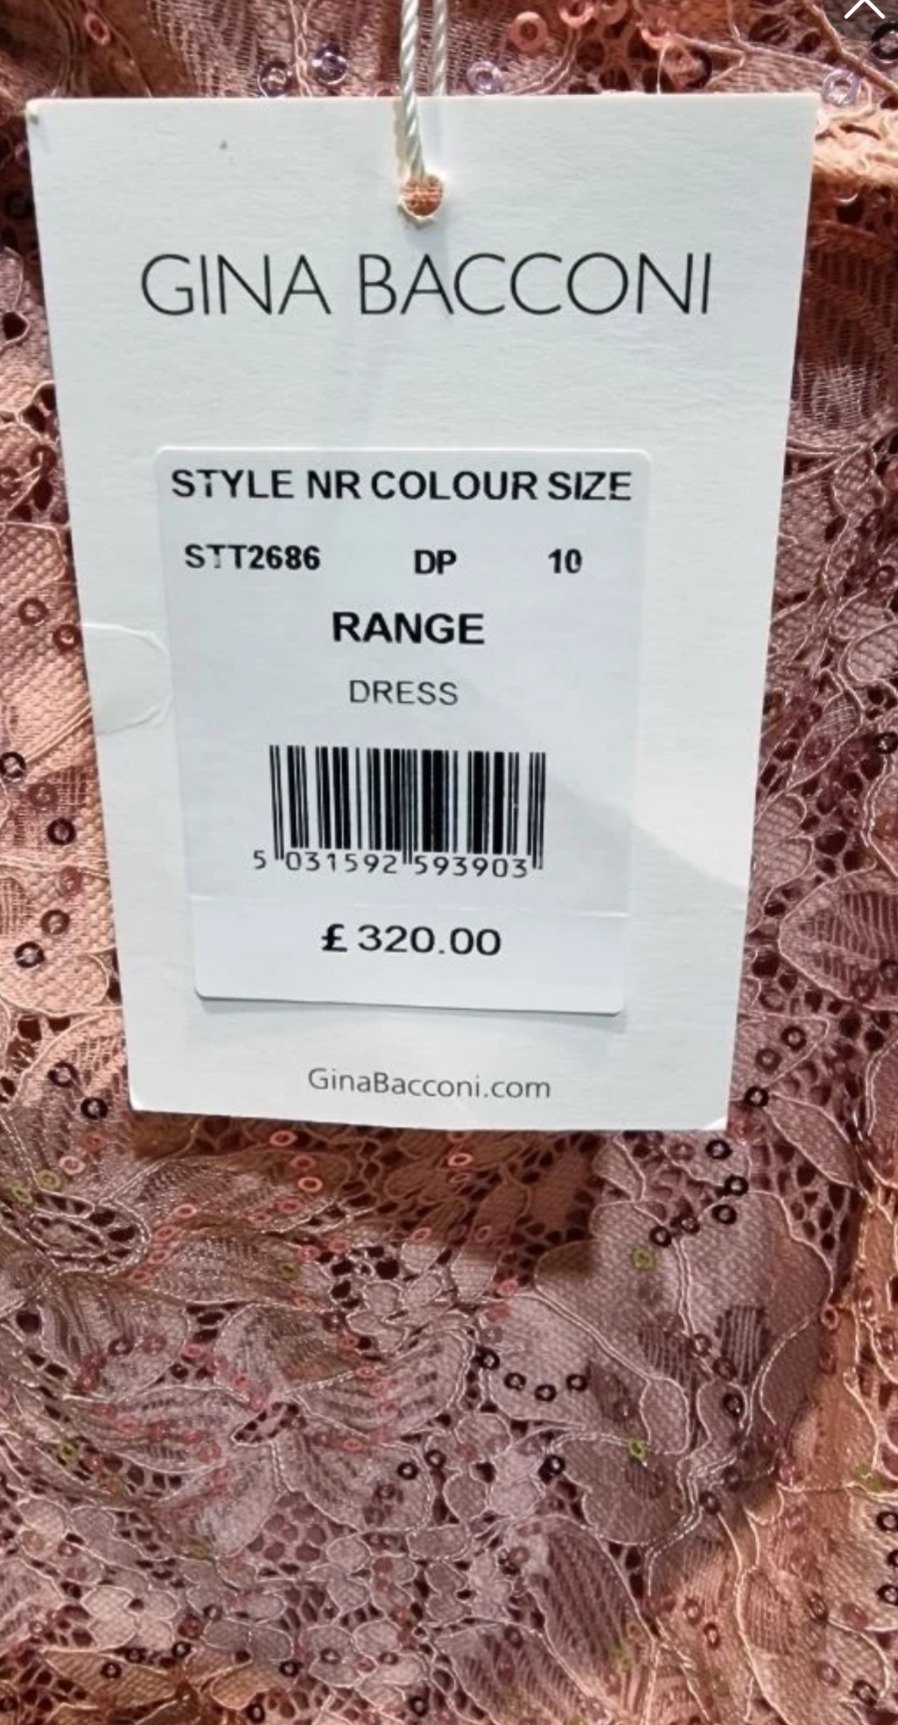 GINA BACCONI
STYLE NR COLOUR SIZE
STT2686 DP 10
RANGE
DRESS
5 031592 593903
£ 320.00
GinaBacconi.com